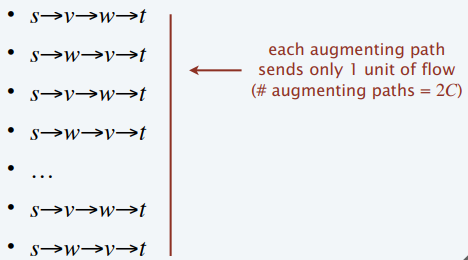 • s→v→w→t
• s→w→v→t
• s→v→w→t
• s→w→v→t
• …
• s→v→w→t
• s→w→v→t
each augmenting path
sends only 1 unit of flow
(# augmenting paths = 2C)